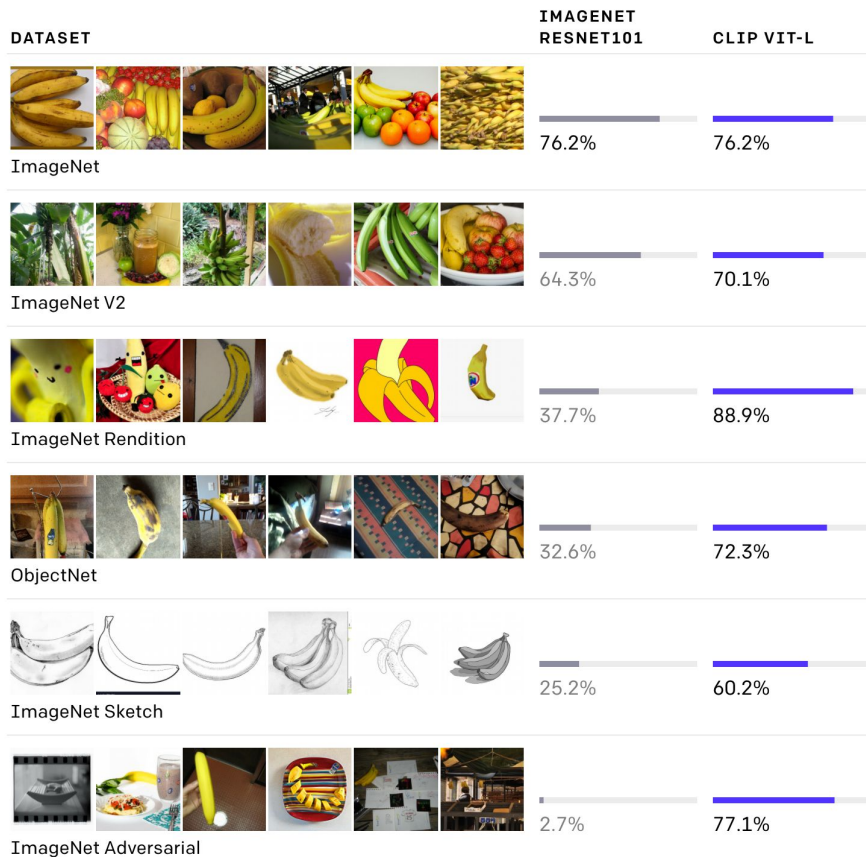 DATASET
IMAGENET
RESNET101
CLIP VIT-L
76.2%
76.2%
ImageNet
64.3%
70.1%
ImageNet V2
37.7%
88.9%
ImageNet Rendition
32.6%
72.3%
ObjectNet
25.2%
60.2%
ImageNet Sketch
2.7%
77.1%
ImageNet Adversarial